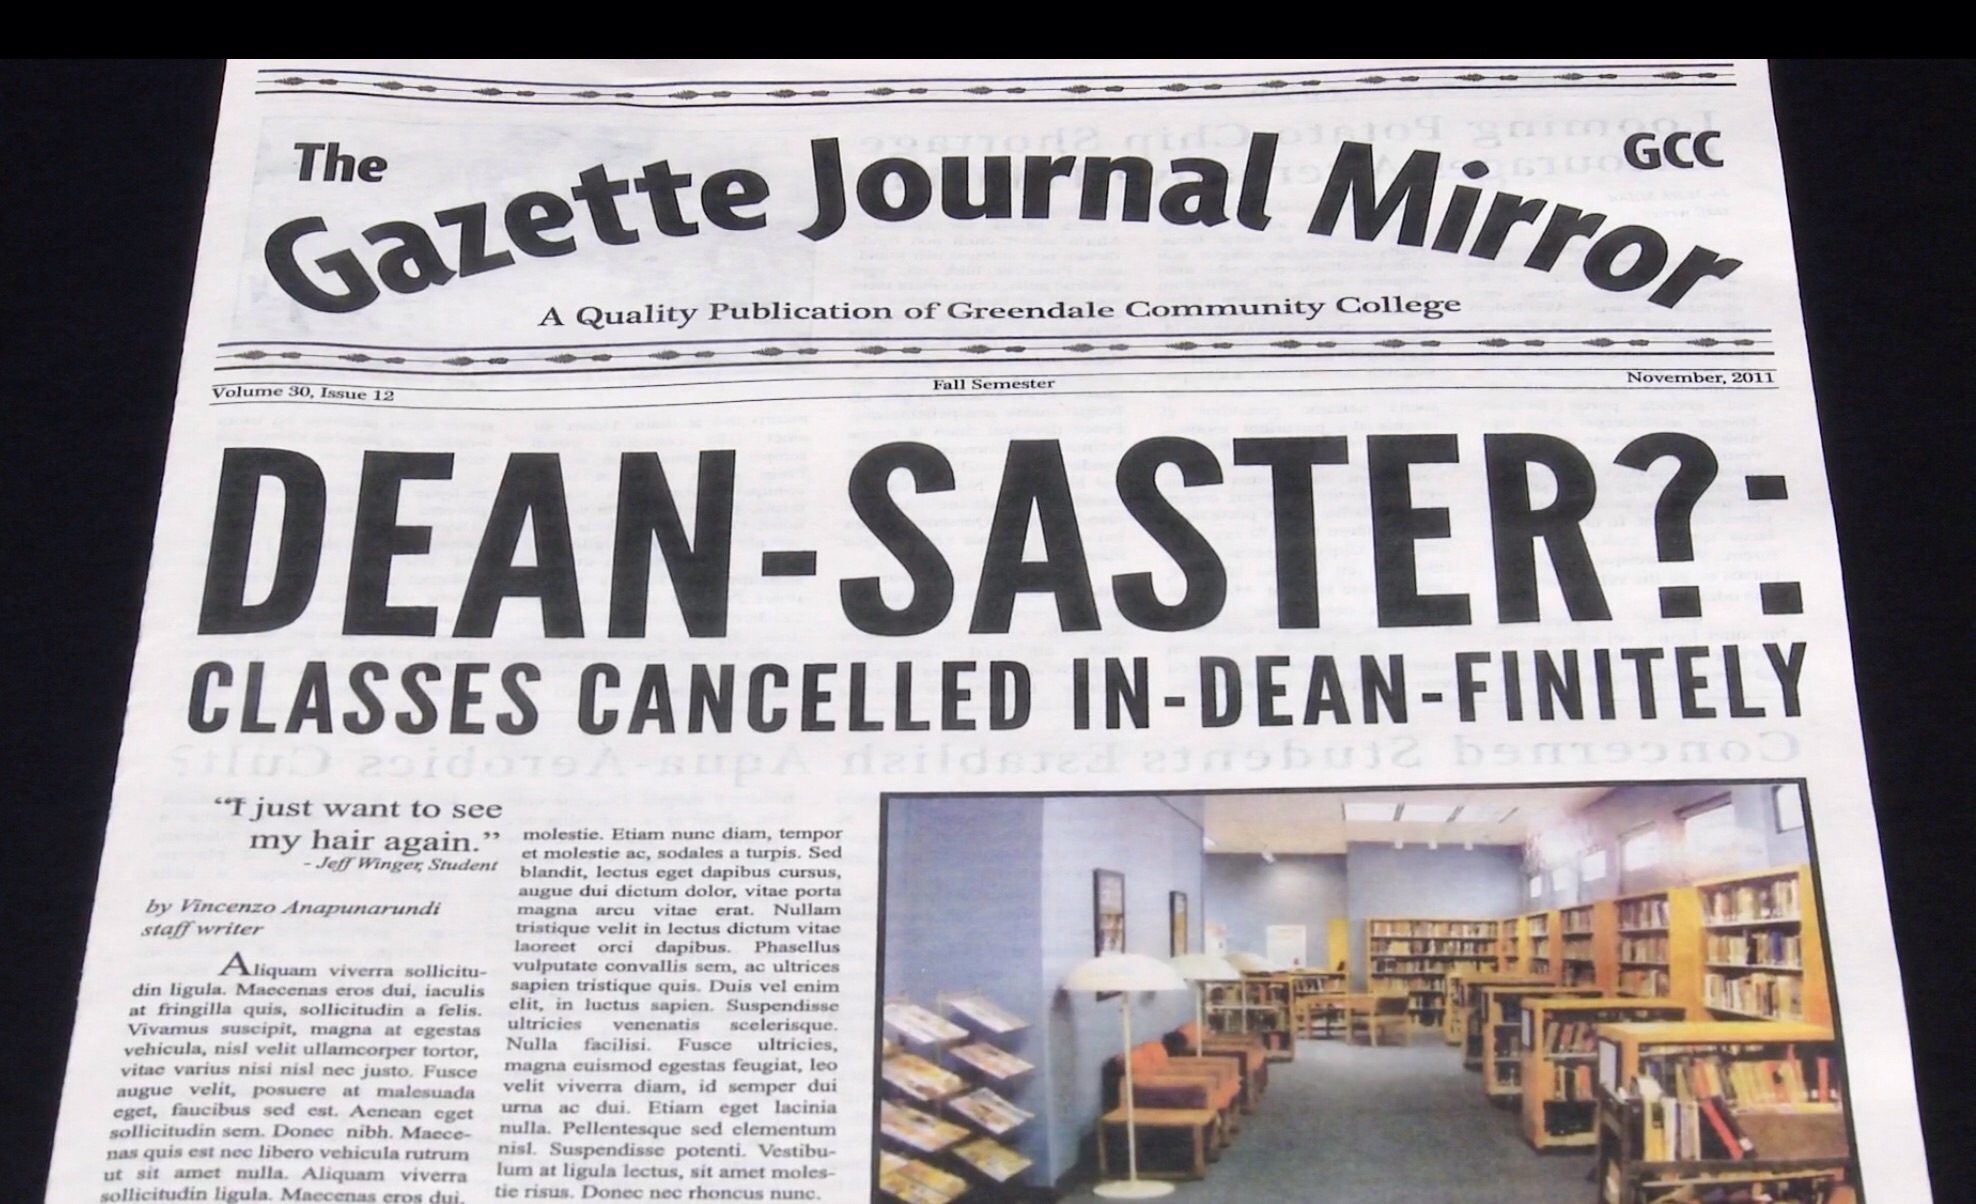 The
GCC
Gazette Journal Mirror
A Quality Publication of Greendale Community College
Volume 30, Issue 12
Fall Semester
November, 2011
DEAN-SASTER?:
CLASSES CANCELLED IN-DEAN-FINITELY
Concerned Students Establish Aqua-Aerobics Cult?
“I just want to see
my hair again.”
- Jeff Winger, Student
by Vincenzo Anapunarundi
staff writer
Aliquam viverra sollicitu-
din ligula. Maecenas eros dui, iaculis
at fringilla quis, sollicitudin a felis.
Vivamus suscipit, magna at egestas
vehicula, nisl velit ullamcorper tortor,
vitae varius nisi nisl nec justo. Fusce
augue velit, posuere at malesuada
eget, faucibus sed est. Aenean eget
sollicitudin sem. Donec nibh. Maece-
nas quis est nec libero vehicula rutrum
ut sit amet nulla. Aliquam viverra
sollicitudin ligula. Maecenas eros dui,
molestie. Etiam nunc diam, tempor
et molestie ac, sodales a turpis. Sed
blandit, lectus eget dapibus cursus,
augue dui dictum dolor, vitae porta
magna arcu vitae erat. Nullam
tristique velit in lectus dictum vitae
laoreet orci dapibus. Phasellus
vulputate convallis sem, ac ultrices
sapien tristique quis. Duis vel enim
elit, in luctus sapien. Suspendisse
ultricies venenatis scelerisque.
Nulla facilisi. Fusce ultricies,
magna euismod egestas feugiat, leo
velit viverra diam, id semper dui
urna ac dui. Etiam eget lacinia
nulla. Pellentesque sed elementum
nisl. Suspendisse potenti. Vestibu-
lum at ligula lectus, sit amet moles-
tie risus. Donec nec rhoncus nunc.